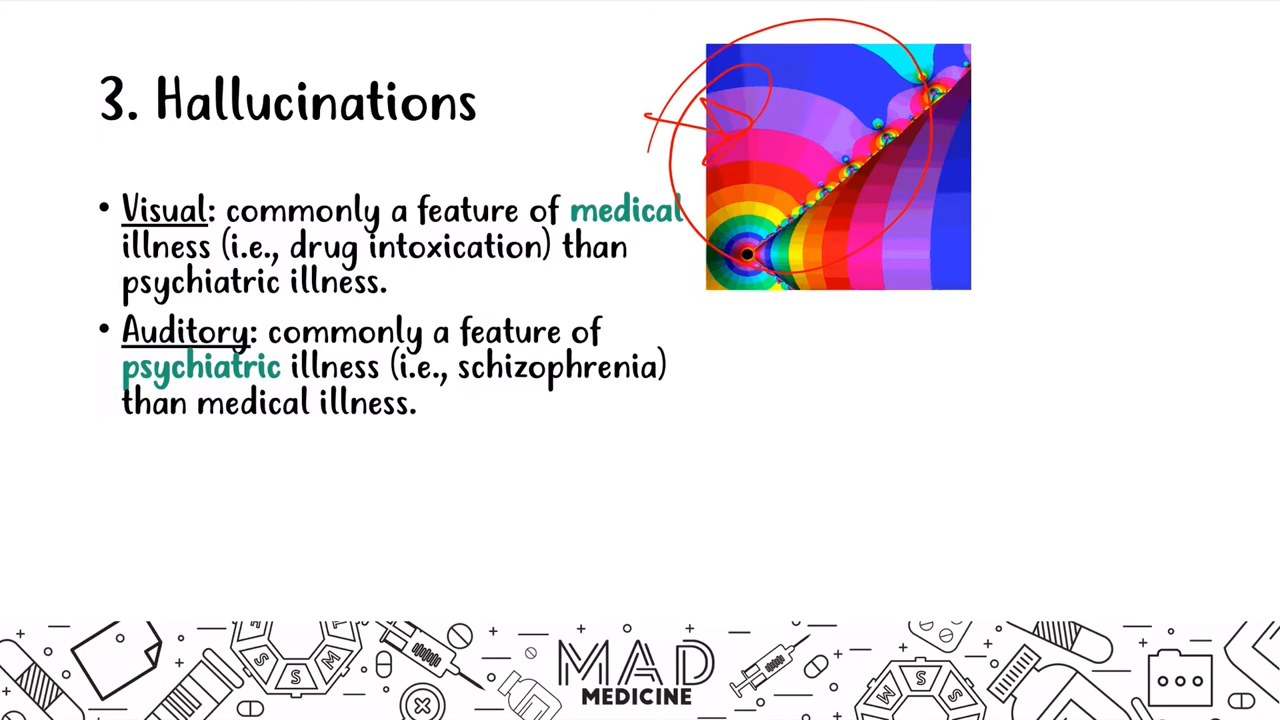 3. Hallucinations
• Visual: commonly a feature of medical
illness (i.e., drug intoxication) than
psychiatric illness.
• Auditory: commonly a feature of
psychiatric illness (i.e., schizophrenia)
than medical illness.
MAD
MEDICINE